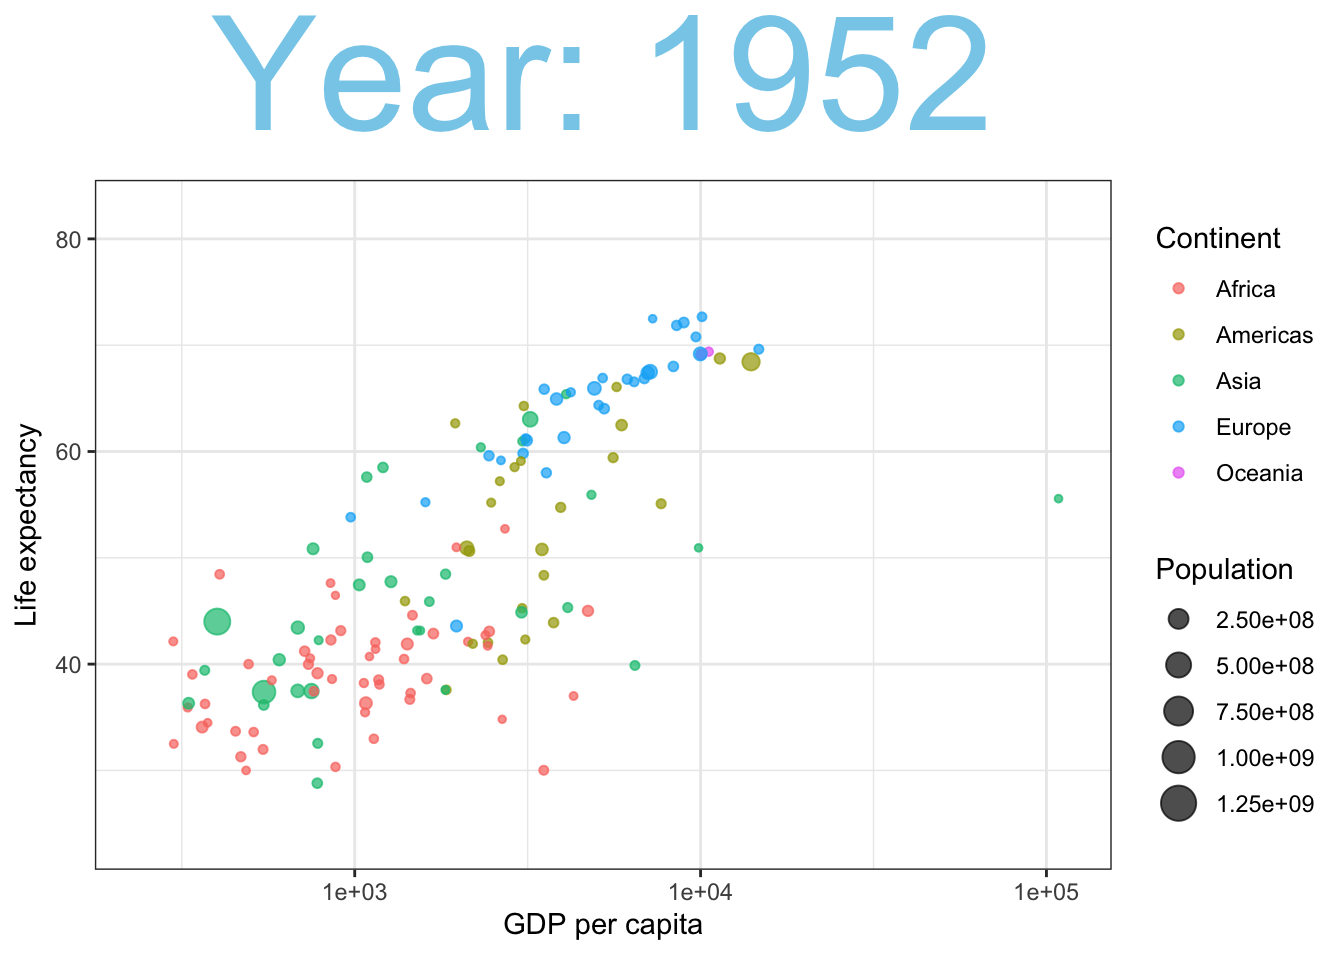 Year: 1952
Life expectancy
80
60
40
1e+03
1e+04
1e+05
GDP per capita
Continent
Africa
Americas
Asia
Europe
Oceania
Population
2.50e+08
5.00e+08
7.50e+08
1.00e+09
1.25e+09